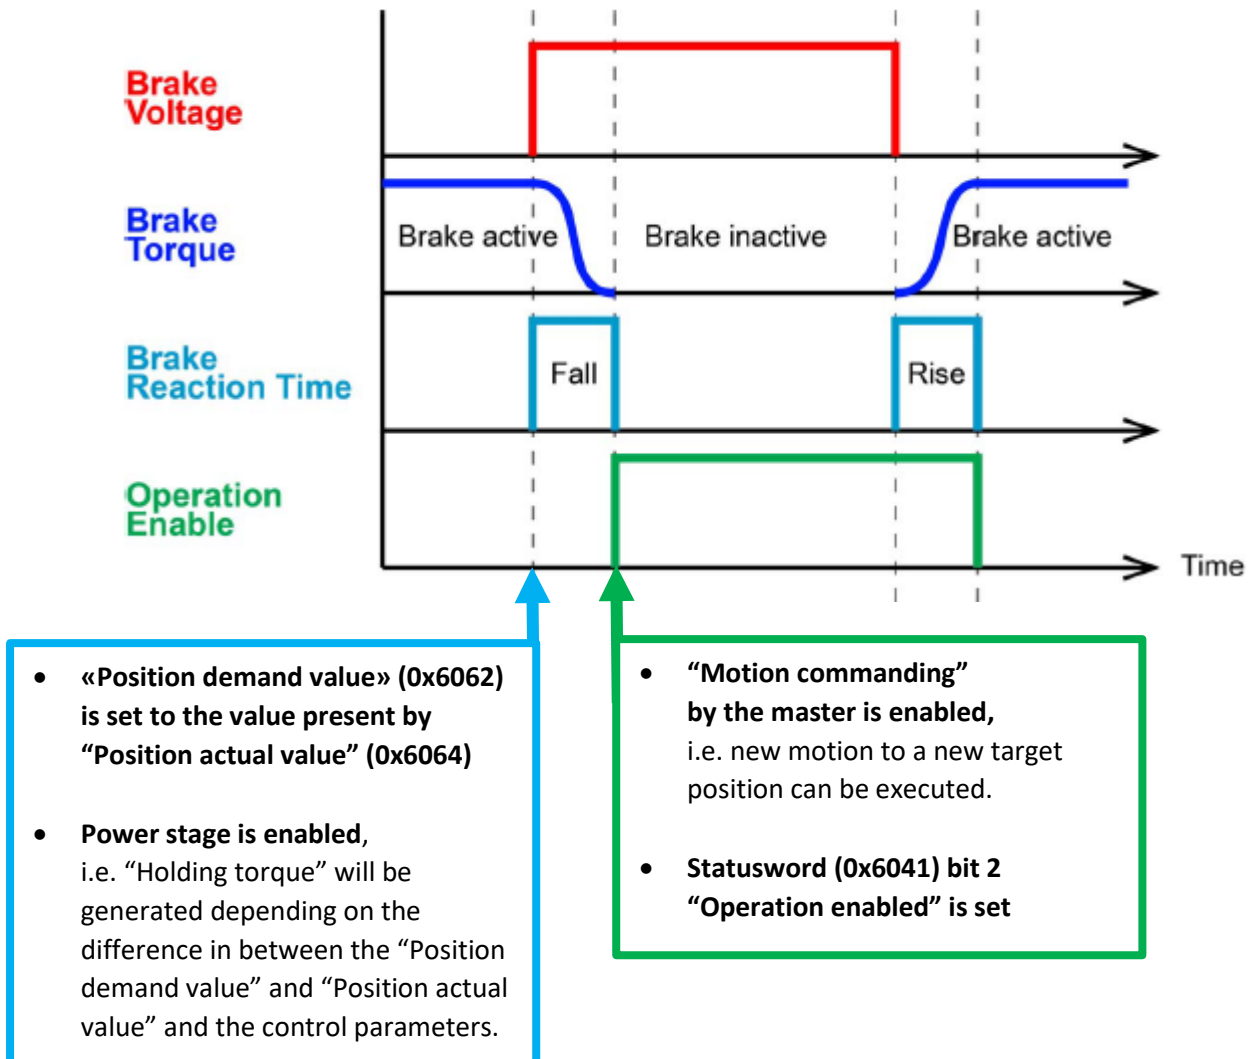 Brake
Voltage
Brake
Torque
Brake active
Brake inactive
Brake active
Brake
Reaction Time
Fall
Rise
Operation
Enable
Time
• «Position demand value» (0x6062)
is set to the value present by
“Position actual value” (0x6064)
• Power stage is enabled,
i.e. “Holding torque” will be
generated depending on the
difference in between the “Position
demand value” and “Position actual
value” and the control parameters.
• “Motion commanding”
by the master is enabled,
i.e. new motion to a new target
position can be executed.
• Statusword (0x6041) bit 2
“Operation enabled” is set